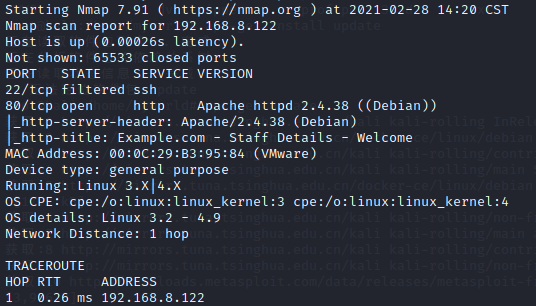 Starting Nmap 7.91 ( https://nmap.org ) at 2021-02-28 14:20 CST
Nmap scan report for 192.168.8.122
Host is up (0.00026s latency).
Not shown: 65533 closed ports
PORT   STATE    SERVICE VERSION
22/tcp filtered ssh
80/tcp open     http    Apache httpd 2.4.38 ((Debian))
|_http-server-header: Apache/2.4.38 (Debian)
|_http-title: Example.com - Staff Details - Welcome
MAC Address: 00:0C:29:B3:95:84 (VMware)
Device type: general purpose
Running: Linux 3.X|4.X
OS CPE: cpe:/o:linux:linux_kernel:3 cpe:/o:linux:linux_kernel:4
OS details: Linux 3.2 - 4.9
Network Distance: 1 hop

TRACEROUTE
HOP RTT     ADDRESS
1   0.26 ms 192.168.8.122